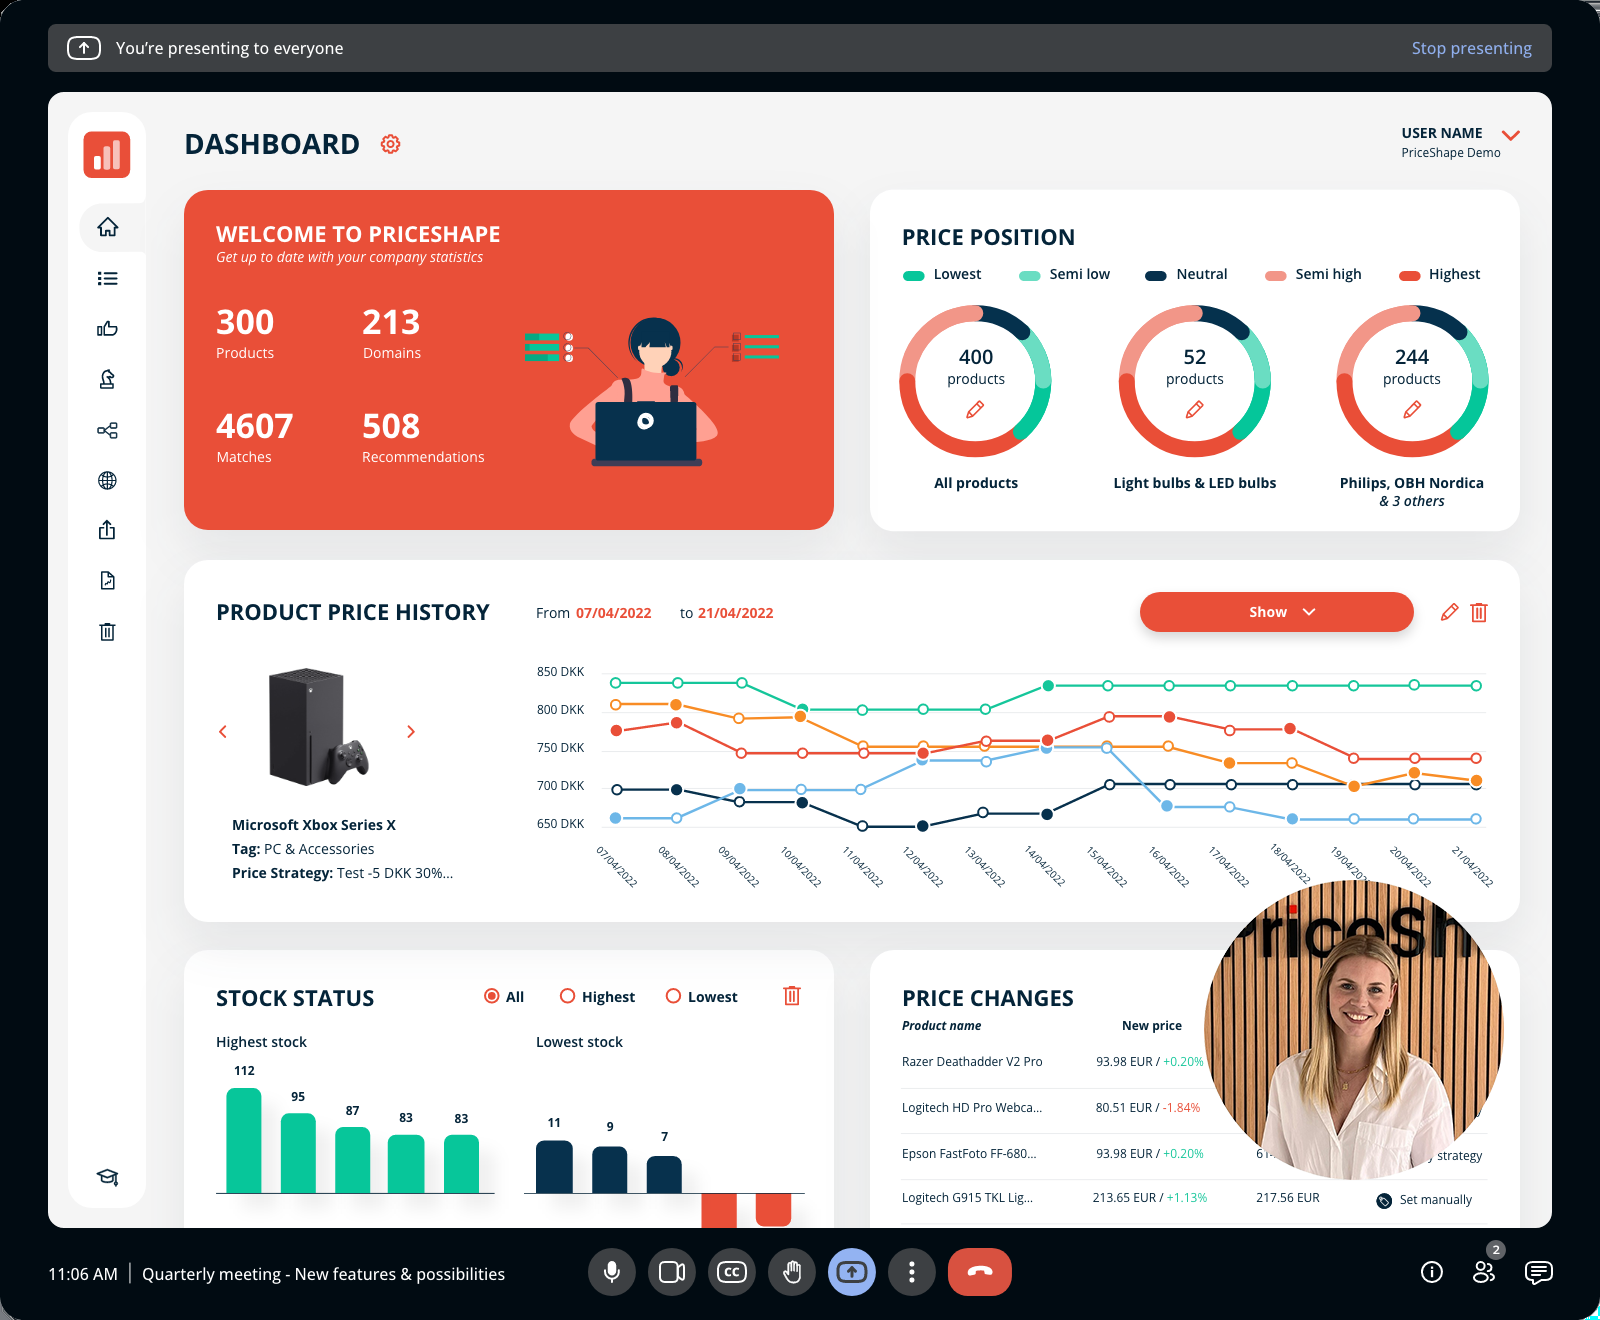 You're presenting to everyone
Stop presenting
DASHBOARD
USER NAME
PriceShape Demo
WELCOME TO PRICESHAPE
Get up to date with your company statistics
300
Products
213
Domains
4607
Matches
508
Recommendations
PRICE POSITION
Lowest Semi low Neutral Semi high Highest
400
products
52
products
244
products
All products
Light bulbs & LED bulbs
Philips, OBH Nordica
& 3 others
PRODUCT PRICE HISTORY
From 07/04/2022 to 21/04/2022
Show
850 DKK
800 DKK
750 DKK
700 DKK
650 DKK
07/04/2022 08/04/2022 09/04/2022 10/04/2022 11/04/2022 12/04/2022 13/04/2022 14/04/2022 15/04/2022 16/04/2022 17/04/2022 18/04/2022 19/04/202 20/04/2022 21/04/2022
Microsoft Xbox Series X
Tag: PC & Accessories
Price Strategy: Test -5 DKK 30%...
STOCK STATUS
All Highest Lowest
Highest stock
112
95
87
83
83
Lowest stock
11
9
7
PRICE CHANGES
Product name New price
Razer Deathadder V2 Pro 93.98 EUR / +0.20%
Logitech HD Pro Webca... 80.51 EUR / -1.84%
Epson FastFoto FF-680... 93.98 EUR / +0.20% 61 strategy
Logitech G915 TKL Lig... 213.65 EUR / +1.13% 217.56 EUR Set manually
riceSh
11:06 AM | Quarterly meeting - New features & possibilities
CC
2